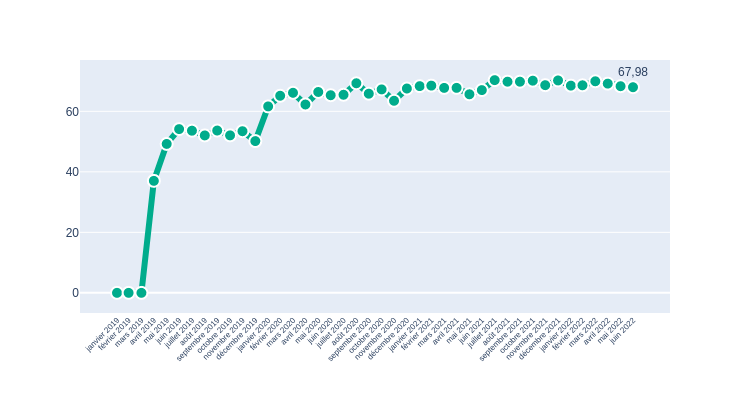 67,98
60
40
20
0
janvier 2019
février 2019
mars 2019
avril 2019
mai 2019
juin 2019
juillet 2019
août 2019
septembre 2019
octobre 2019
novembre 2019
décembre 2019
janvier 2020
février 2020
mars 2020
avril 2020
mai 2020
juin 2020
juillet 2020
août 2020
septembre 2020
octobre 2020
novembre 2020
décembre 2020
janvier 2021
février 2021
mars 2021
avril 2021
mai 2021
juin 2021
juillet 2021
août 2021
septembre 2021
octobre 2021
novembre 2021
décembre 2021
janvier 2022
février 2022
mars 2022
avril 2022
mai 2022
juin 2022